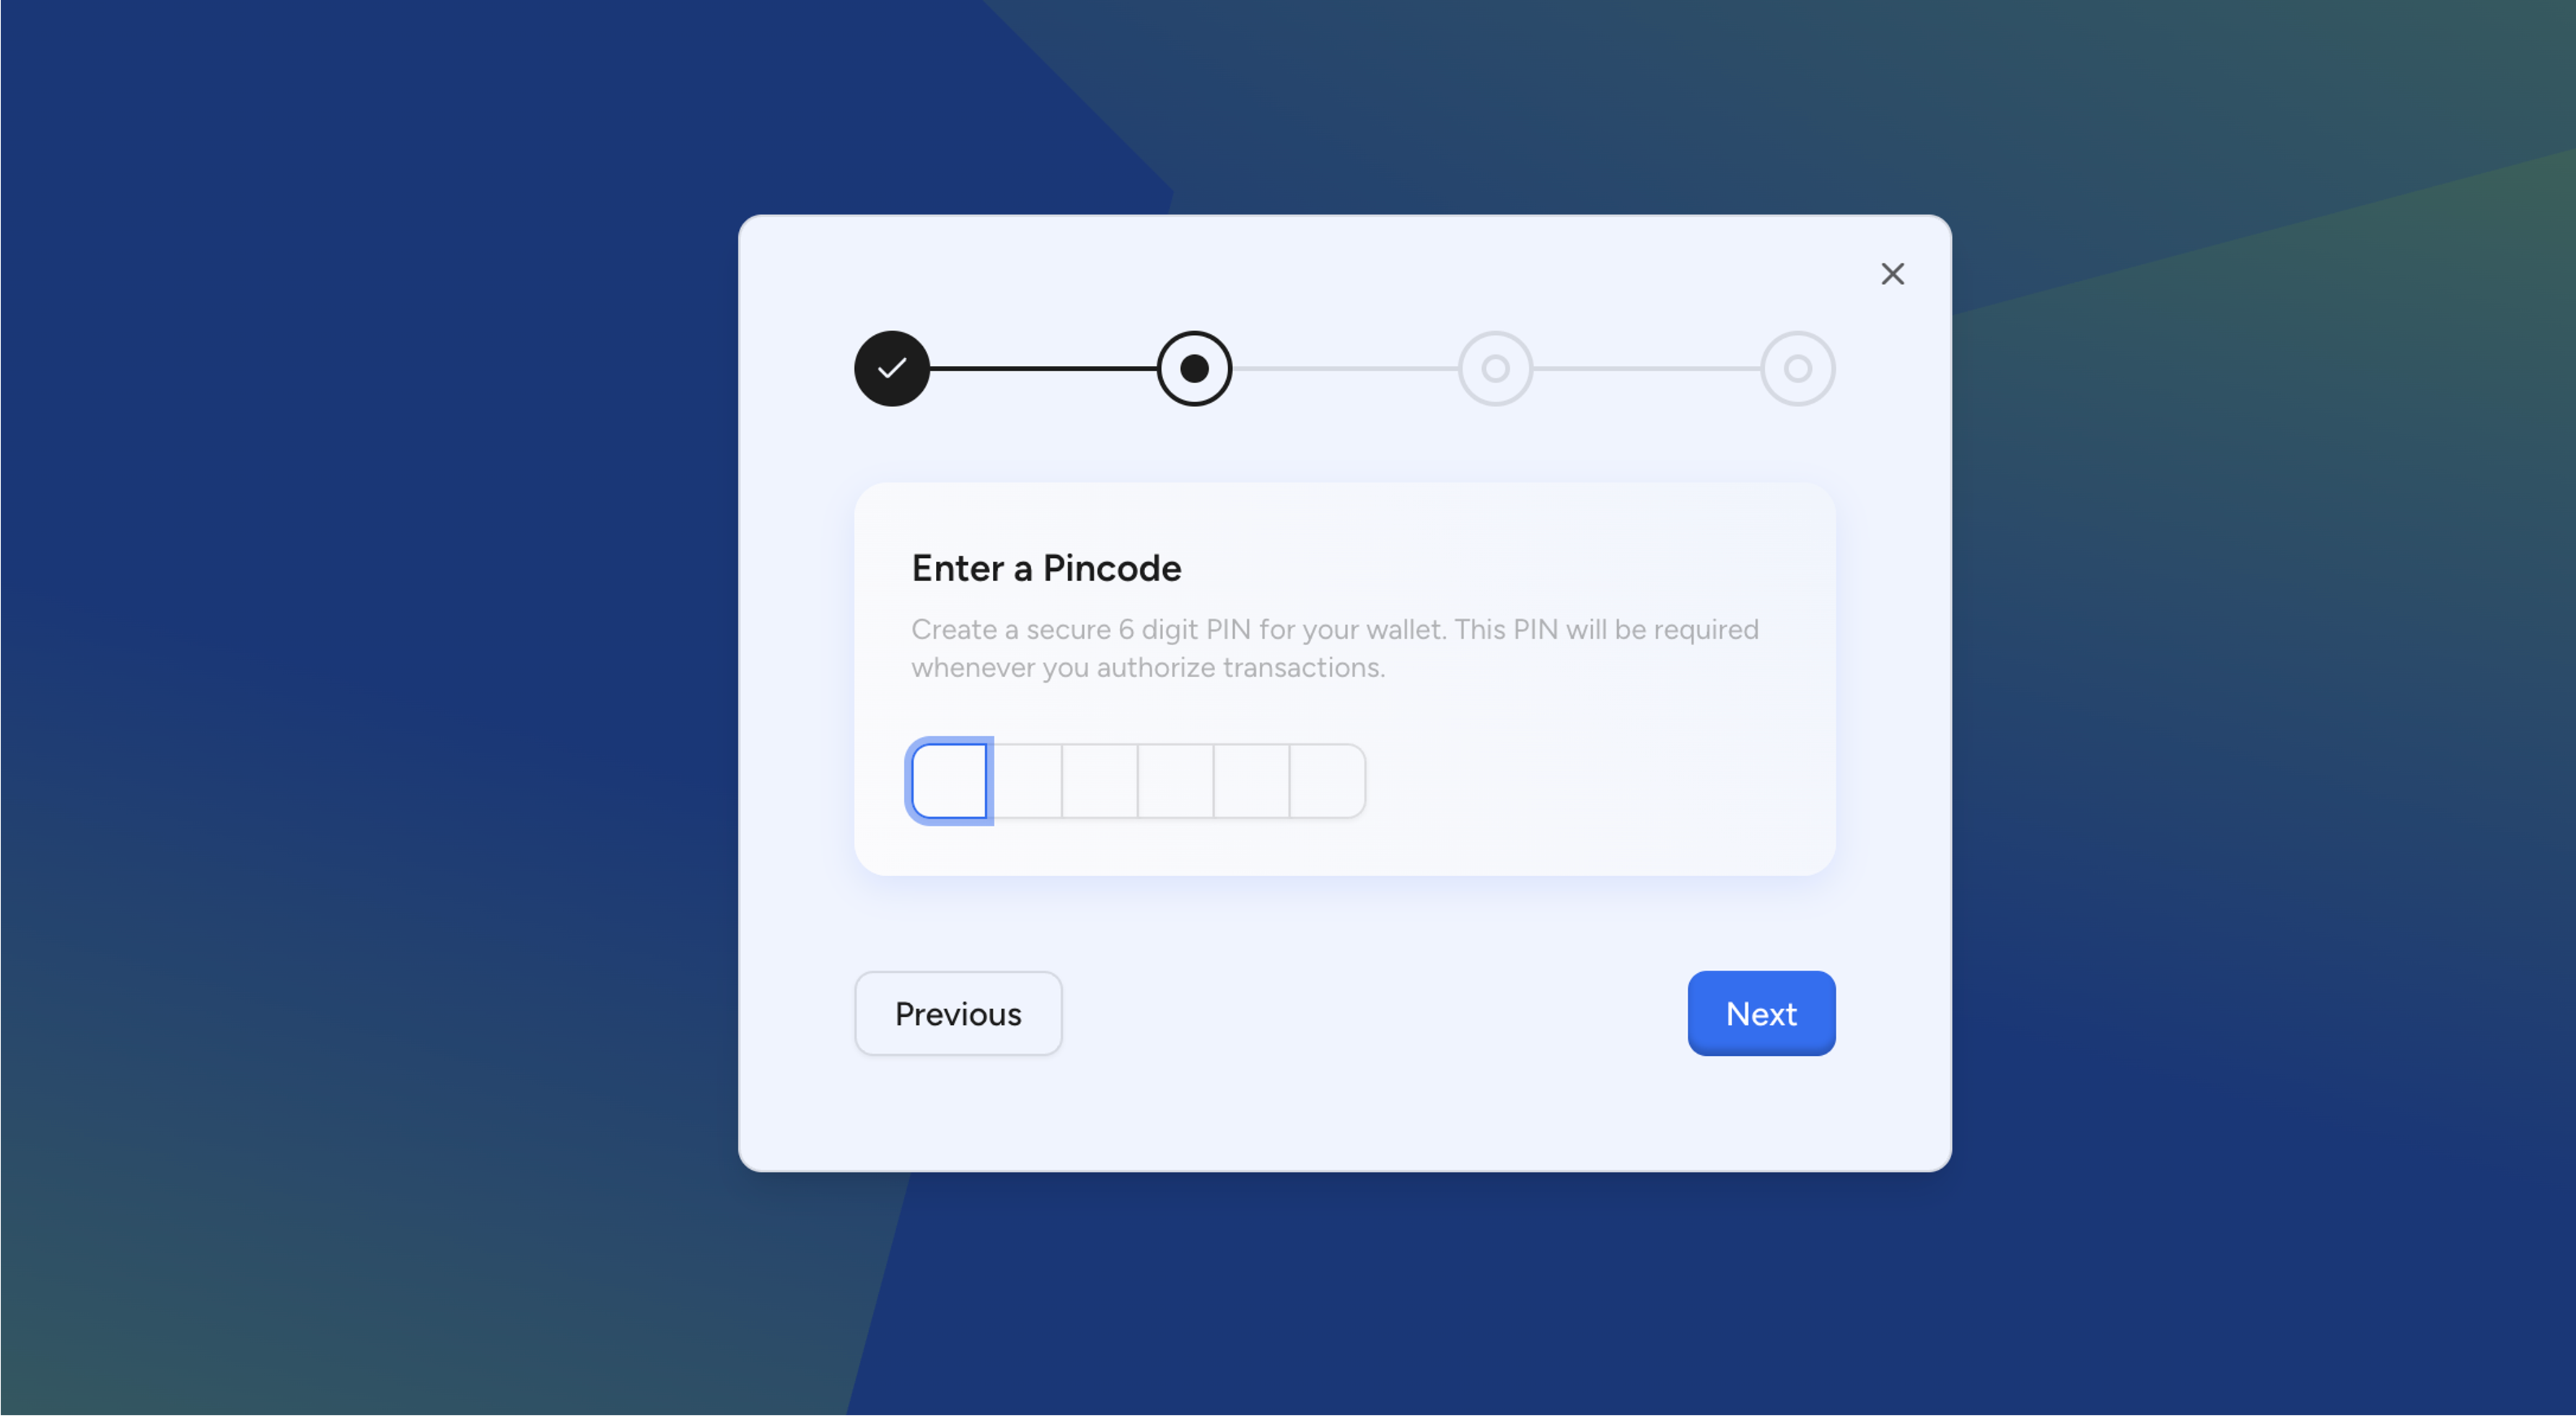 Enter a Pincode
Create a secure 6 digit PIN for your wallet. This PIN will be required
whenever you authorize transactions.
Previous
Next